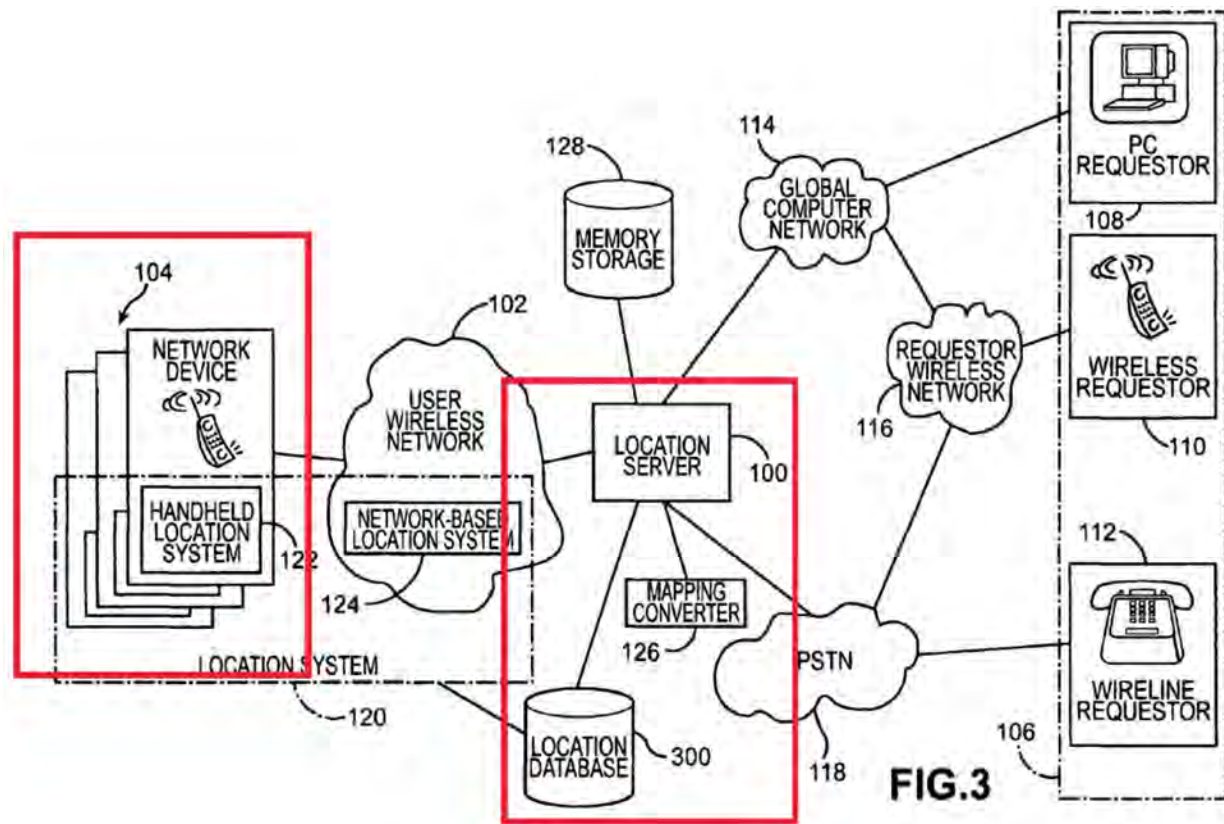 128
MEMORY
STORAGE
114
GLOBAL
COMPUTER
NETWORK
PC
REQUESTOR
108
104
NETWORK
DEVICE
HANDHELD
LOCATION
SYSTEM
122
102
USER
WIRELESS
NETWORK
NETWORK-BASED
LOCATION SYSTEM
124
LOCATION
SERVER
100
REQUESTOR
WIRELESS
NETWORK
116
WIRELESS
REQUESTOR
110
MAPPING
CONVERTER
126
PSTN
118
112
WIRELINE
REQUESTOR
106
LOCATION SYSTEM
120
LOCATION
DATABASE
300
FIG.3